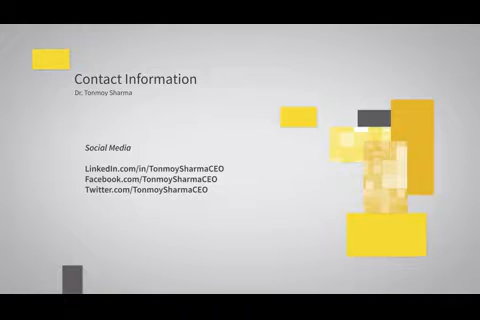 Contact Information
Dr. Tonmoy Sharma
Social Media
LinkedIn.com/in/TonmoySharmaCEO
Facebook.com/TonmoySharmaCEO
Twitter.com/TonmoySharmaCEO